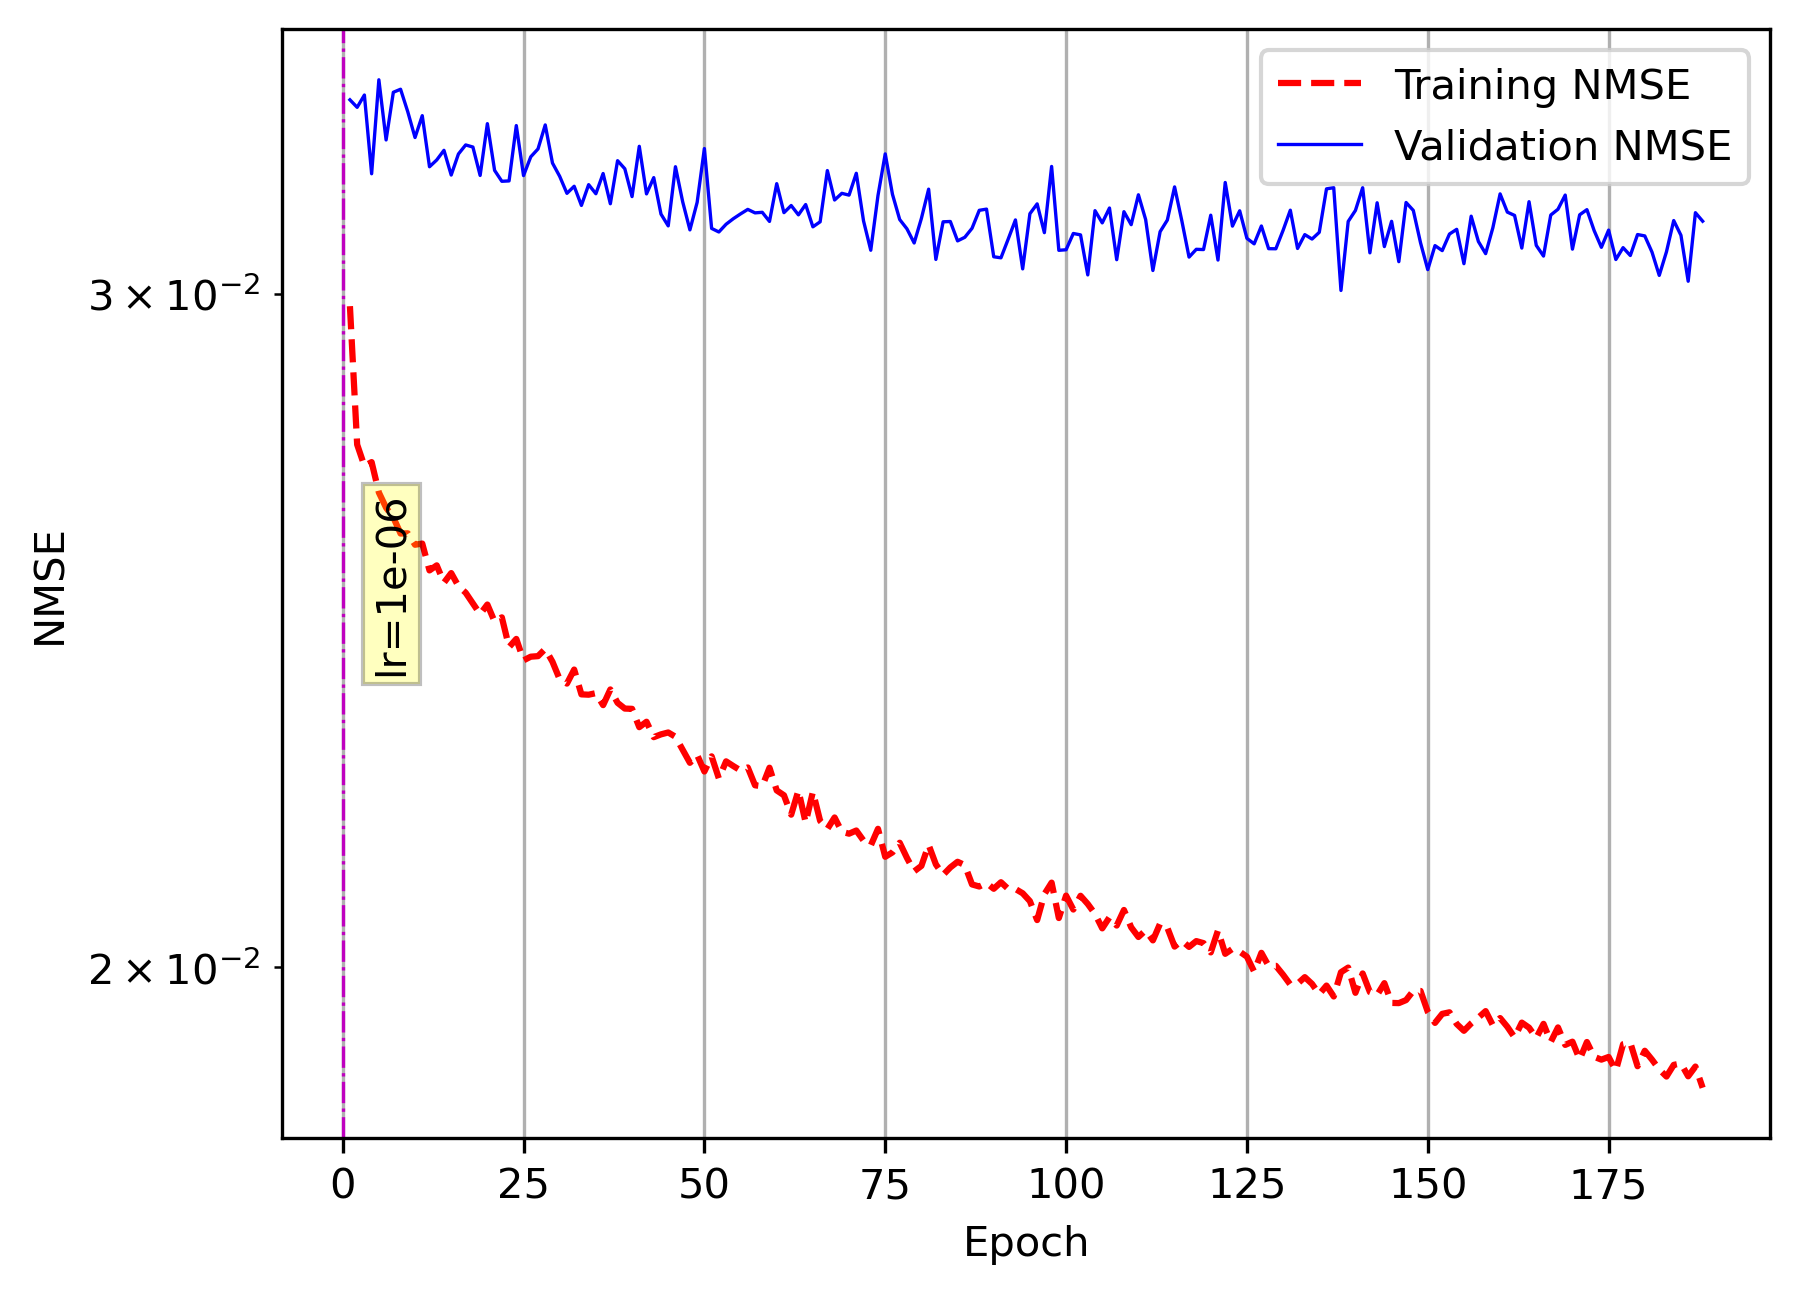 Training NMSE
Validation NMSE
3 × 10⁻²
2 × 10⁻²
NMSE
lr=1e-06
0 25 50 75 100 125 150 175
Epoch